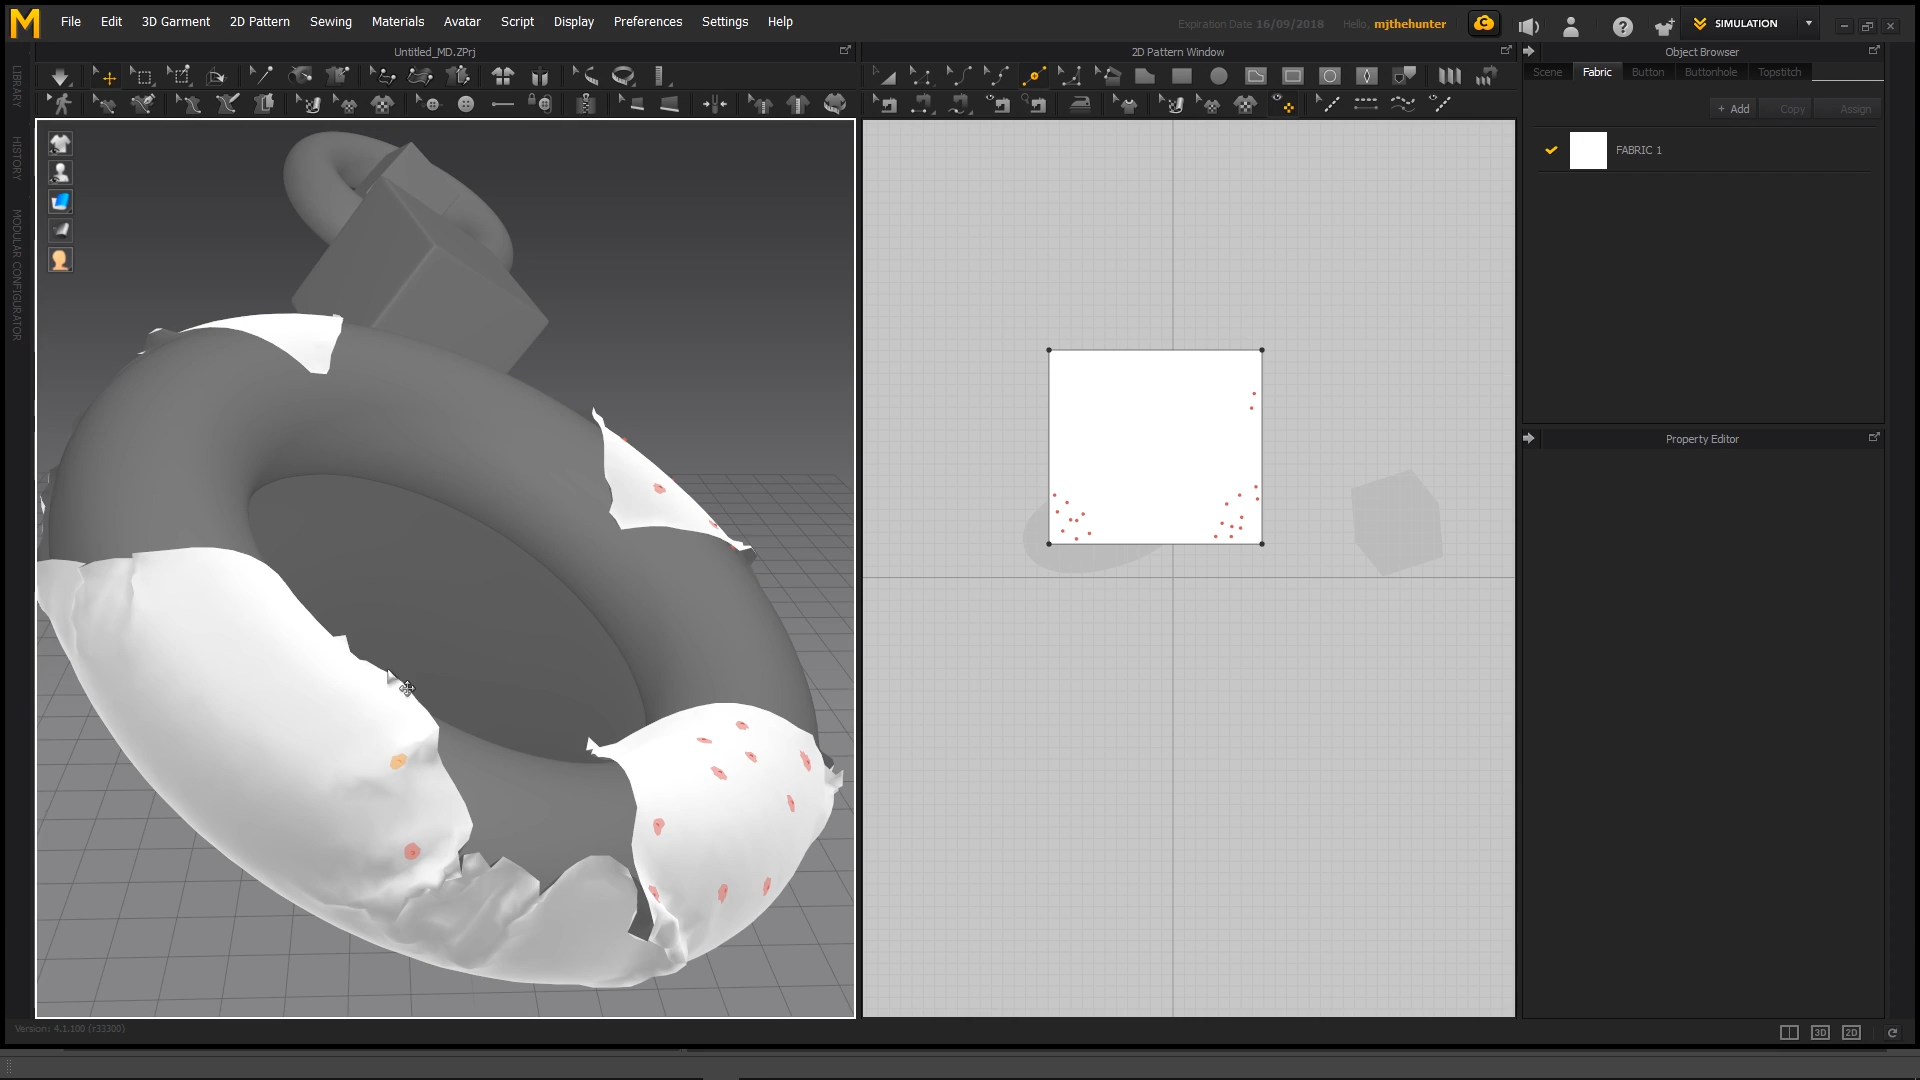 M
File Edit 3D Garment 2D Pattern Sewing Materials Avatar Script Display Preferences Settings Help
Expiration Date 16/09/2018 Hello, mjthehunter
SIMULATION
Untitled_MD.ZPrj
2D Pattern Window
Object Browser
Scene Fabric Button Buttonhole Topstitch
+ Add Copy Assign
FABRIC 1
Property Editor
LIBRARY
HISTORY
MODULAR CONFIGURATOR
Version: 4.1.100 (r33300)
3D 2D